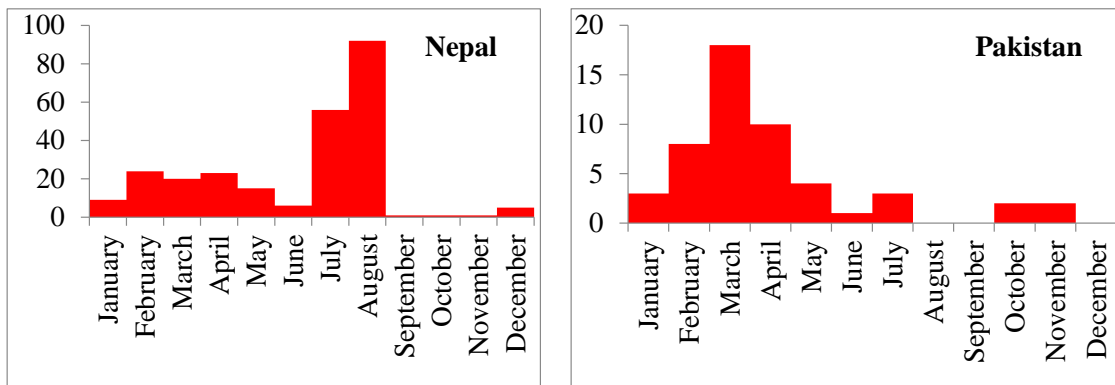 Nepal
100
80
60
40
20
0
January
February
March
April
May
June
July
August
September
October
November
December
Pakistan
20
15
10
5
0
January
February
March
April
May
June
July
August
September
October
November
December